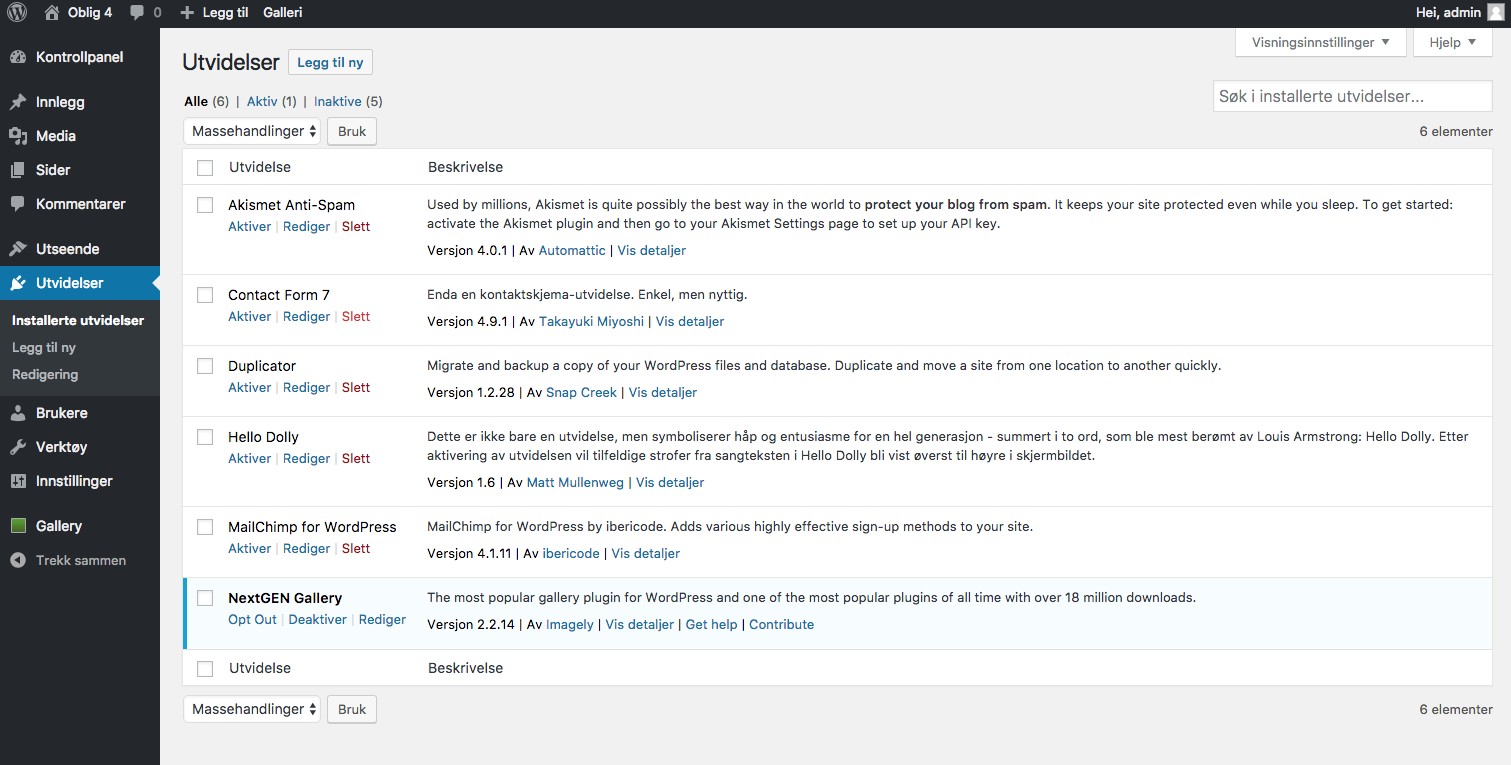 Oblig 4 0 Legg til Galleri Hei, admin
Kontrollpanel
Innlegg
Media
Sider
Kommentarer
Utseende
Utvidelser
Installerte utvidelser
Legg til ny
Redigering
Brukere
Verktøy
Innstillinger
Gallery
Trekk sammen
Visningsinnstillinger ▼ Hjelp ▼
Utvidelser Legg til ny
Alle (6) | Aktiv (1) | Inaktive (5)
Søk i installerte utvidelser...
Massehandlinger Bruk 6 elementer
Utvidelse Beskrivelse
Akismet Anti-Spam
Aktiver | Rediger | Slett
Used by millions, Akismet is quite possibly the best way in the world to protect your blog from spam. It keeps your site protected even while you sleep. To get started:
activate the Akismet plugin and then go to your Akismet Settings page to set up your API key.
Versjon 4.0.1 | Av Automattic | Vis detaljer
Contact Form 7
Aktiver | Rediger | Slett
Enda en kontaktskjema-utvidelse. Enkel, men nyttig.
Versjon 4.9.1 | Av Takayuki Miyoshi | Vis detaljer
Duplicator
Aktiver | Rediger | Slett
Migrate and backup a copy of your WordPress files and database. Duplicate and move a site from one location to another quickly.
Versjon 1.2.28 | Av Snap Creek | Vis detaljer
Hello Dolly
Aktiver | Rediger | Slett
Dette er ikke bare en utvidelse, men symboliserer håp og entusiasme for en hel generasjon - summert i to ord, som ble mest berømt av Louis Armstrong: Hello Dolly. Etter
aktivering av utvidelsen vil tilfeldige strofer fra sangteksten i Hello Dolly bli vist øverst til høyre i skjermbildet.
Versjon 1.6 | Av Matt Mullenweg | Vis detaljer
MailChimp for WordPress
Aktiver | Rediger | Slett
MailChimp for WordPress by ibericode. Adds various highly effective sign-up methods to your site.
Versjon 4.1.11 | Av ibericode | Vis detaljer
NextGEN Gallery
Opt Out | Deaktiver | Rediger
The most popular gallery plugin for WordPress and one of the most popular plugins of all time with over 18 million downloads.
Versjon 2.2.14 | Av Imagely | Vis detaljer | Get help | Contribute
Utvidelse Beskrivelse
Massehandlinger Bruk 6 elementer